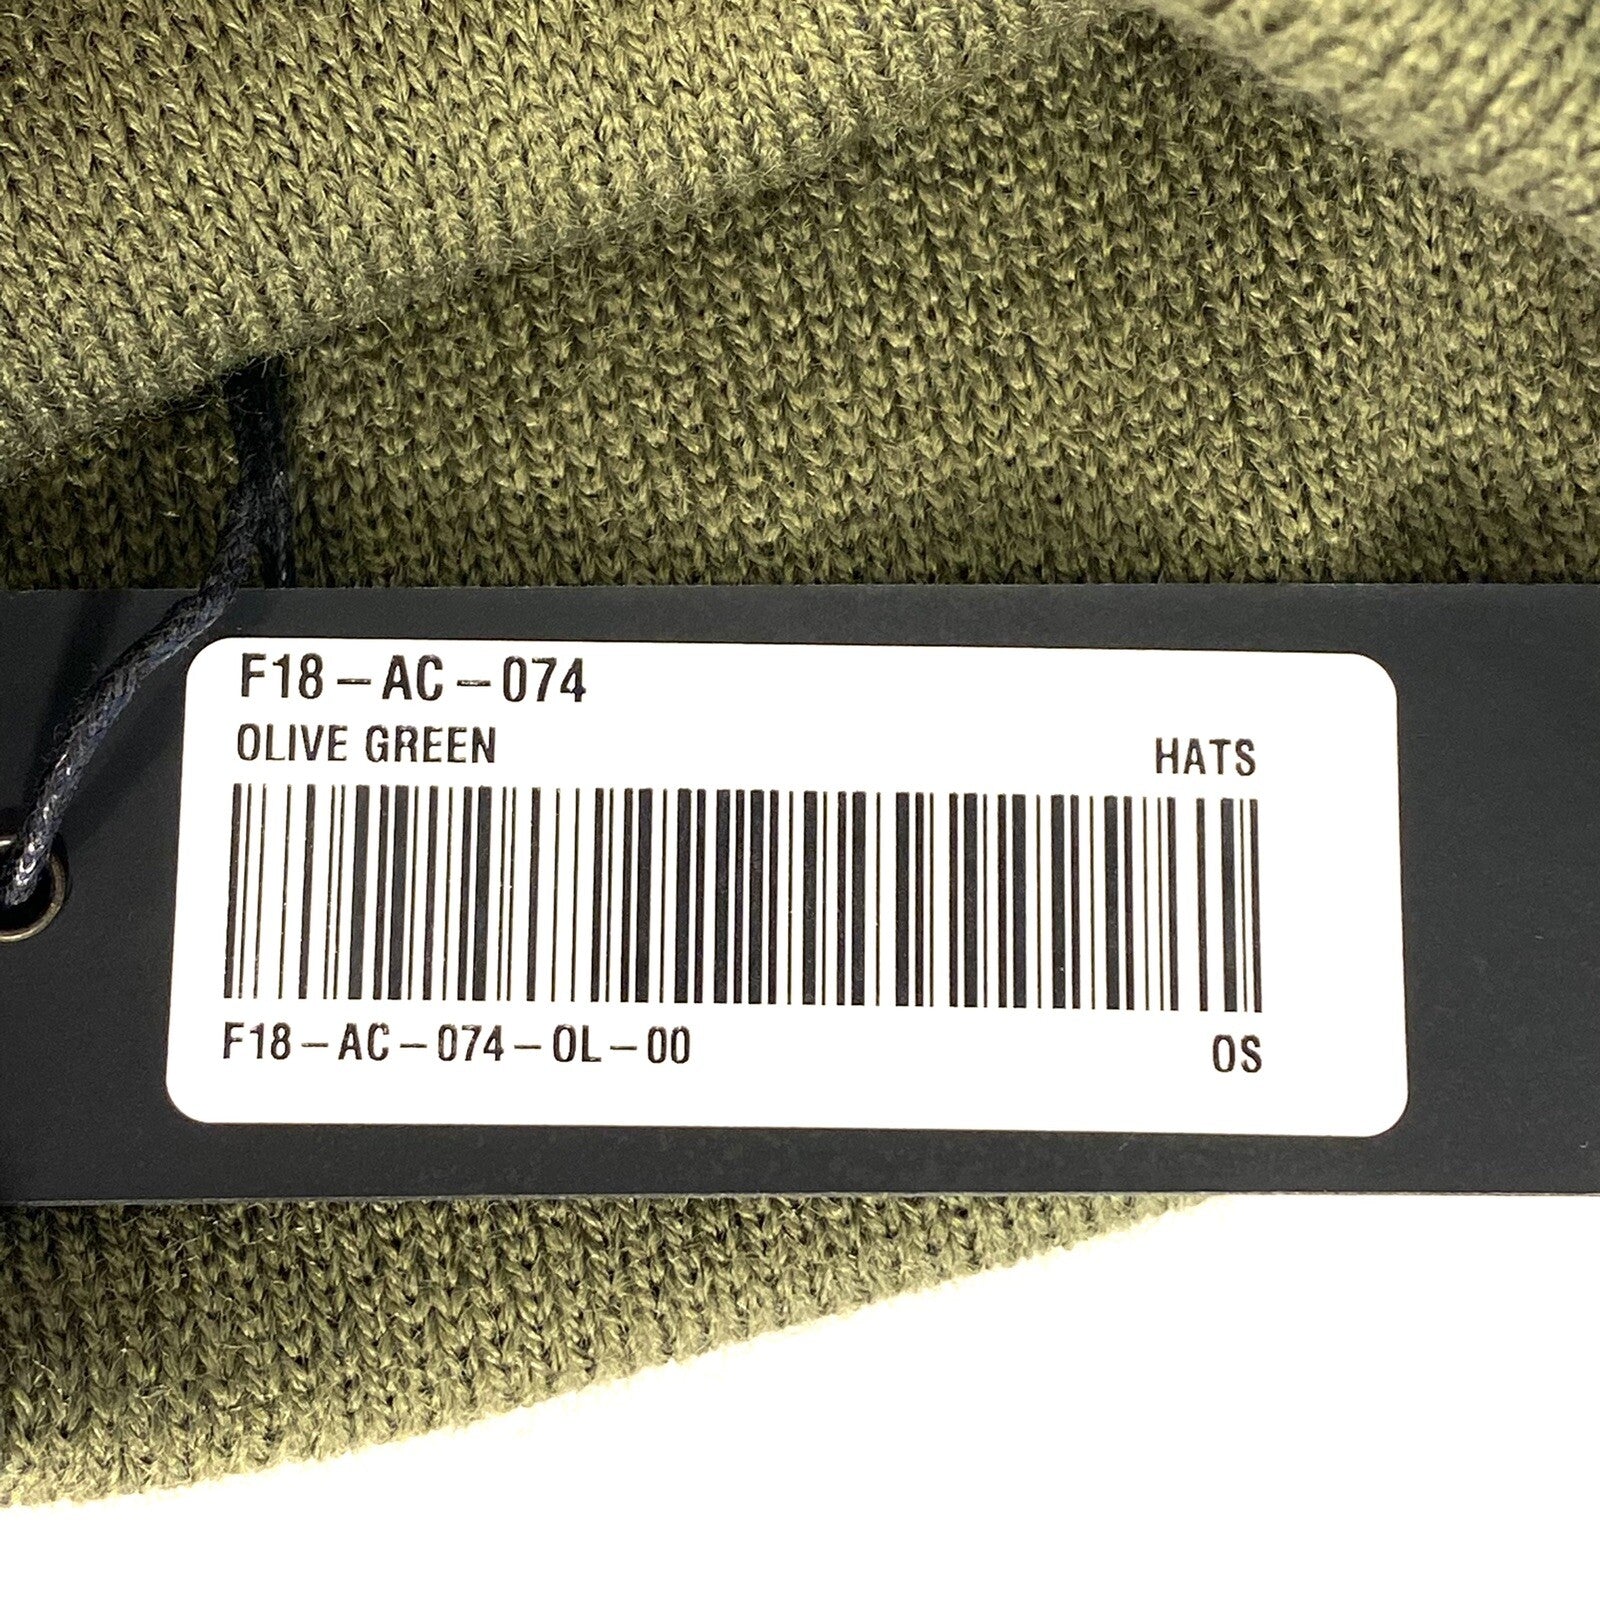 F18-AC-074
OLIVE GREEN HATS
F18-AC-074-OL-00 OS